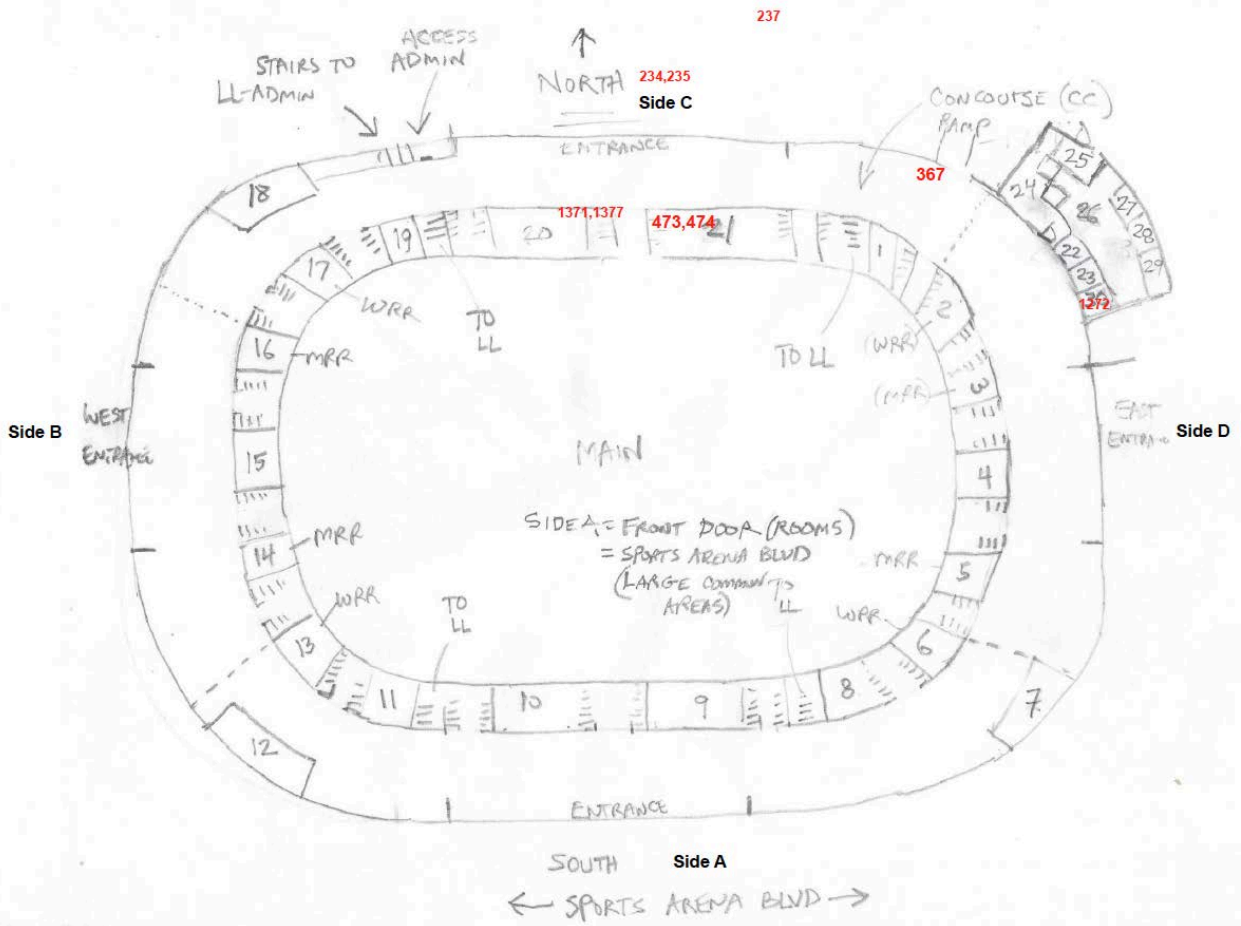 237
ACCESS
ADMIN
STAIRS TO
LL-ADMIN
NORTH
234,235
Side C
CONCOURSE (CC)
RAMP
ENTRANCE
367
18
25
24
26
27
28
29
22
23
1272
1371,1377
473,474
19
20
21
1
2
17
WRR
TO
LL
TO LL
(WRR)
16
MRR
3
(MRR)
Side B
WEST
ENTRANCE
EAST
ENTRANCE
Side D
15
MAIN
4
SIDE A = FRONT DOOR (ROOMS)
= SPORTS ARENA BLVD
(LARGE COMMON
AREAS)
TO
LL
14
MRR
MRR
5
WRR
TO
LL
WRR
6
13
11
10
9
8
7
12
ENTRANCE
SOUTH
Side A
← SPORTS ARENA BLVD →